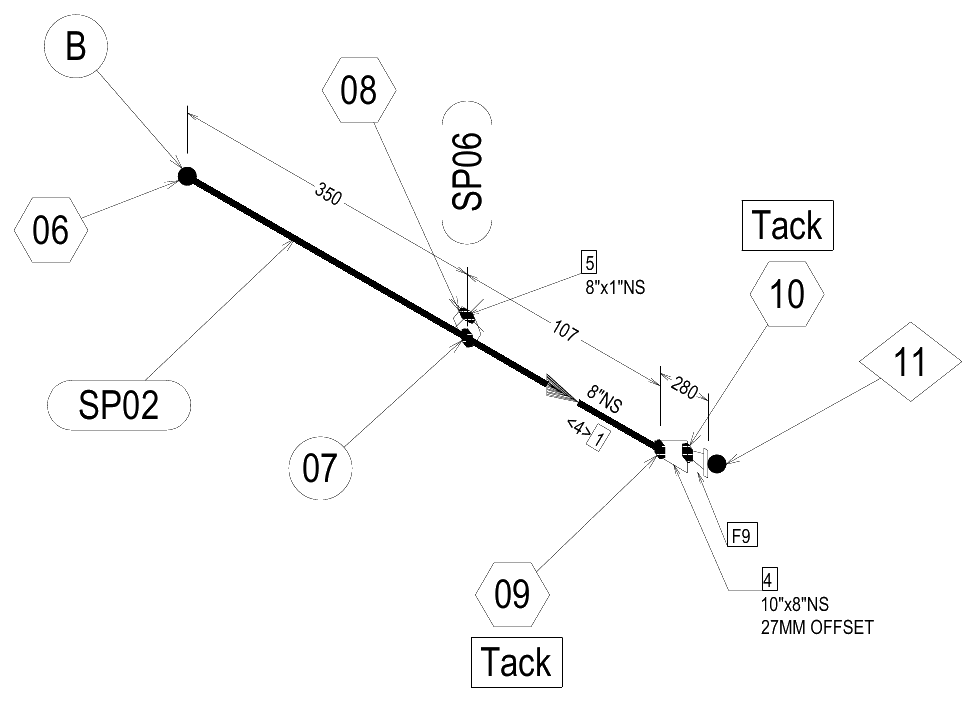 B
08
SP06
350
06
Tack
5
8"x1"NS
10
107
11
280
SP02
8"NS
<4> 1
07
F9
09
4
10"x8"NS
27MM OFFSET
Tack